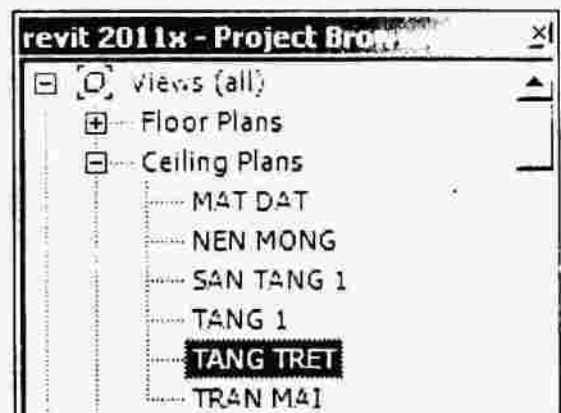 revit 2011x - Project Brow
Views (all)
Floor Plans
Ceiling Plans
MAT DAT
NEN MONG
SAN TANG 1
TANG 1
TANG TRET
TRAN MAI